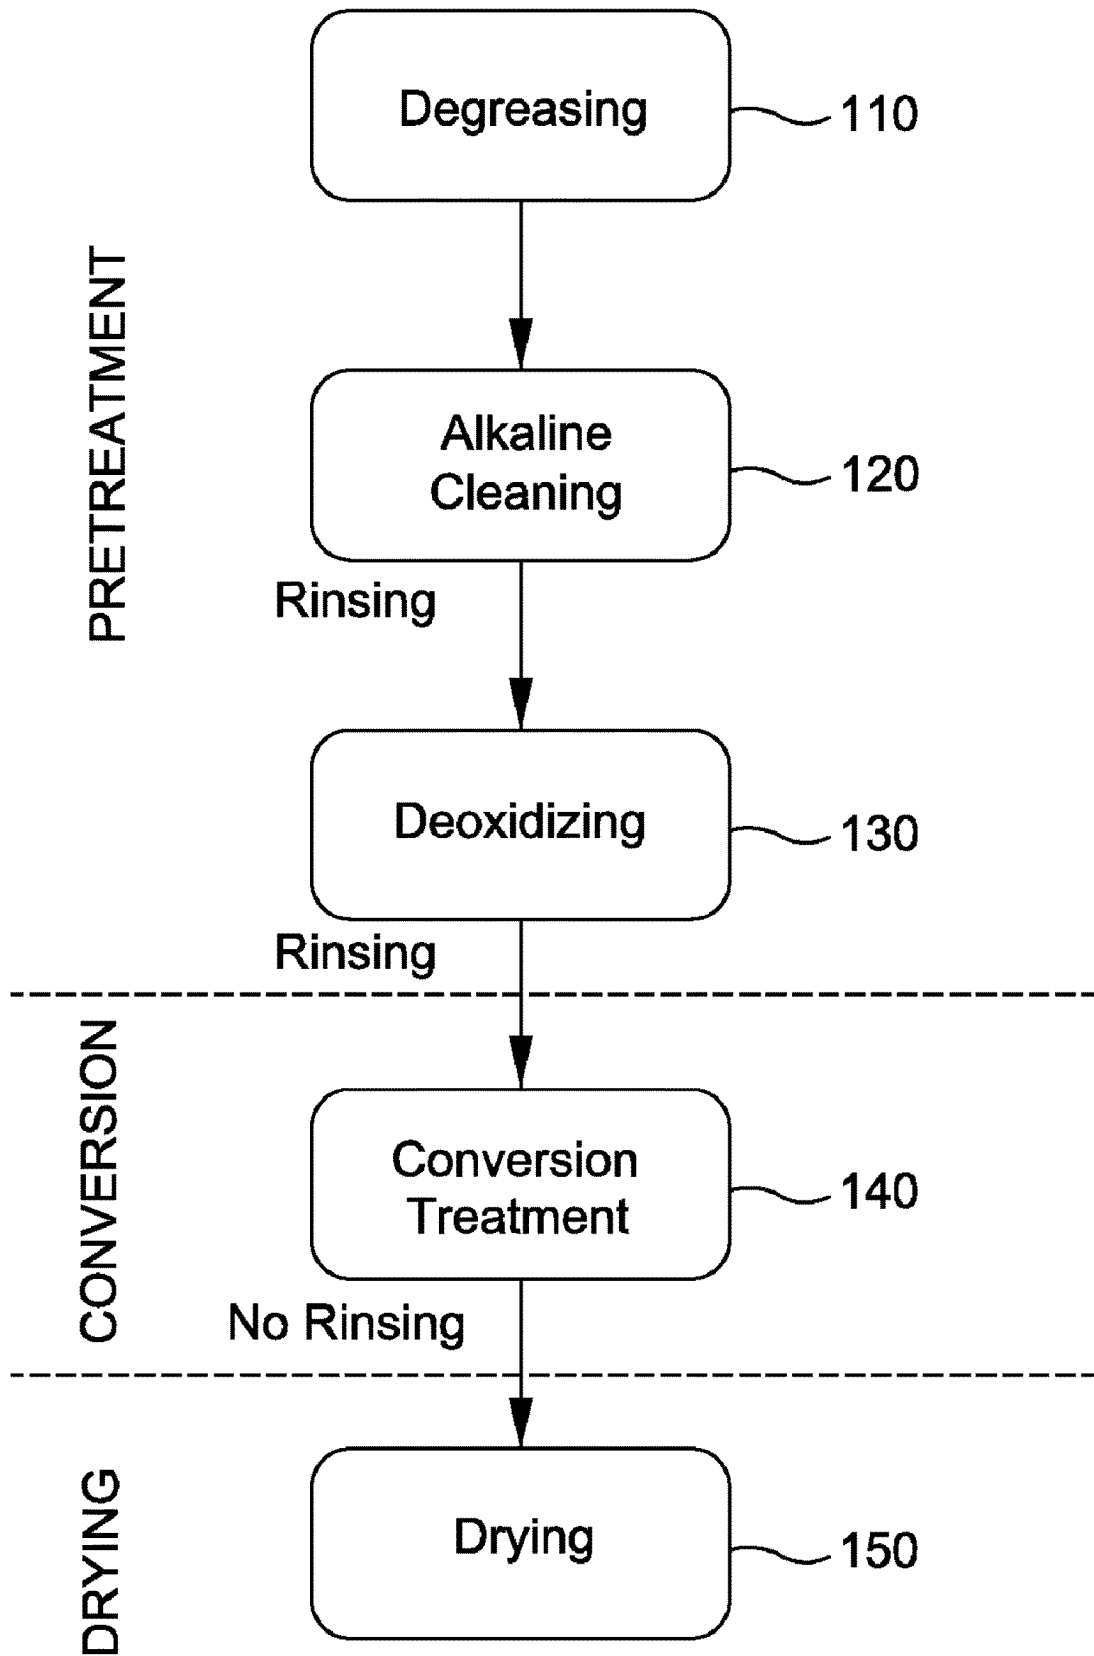 Degreasing
110
PRETREATMENT
Alkaline
Cleaning
120
Rinsing
Deoxidizing
130
Rinsing
CONVERSION
Conversion
Treatment
140
No Rinsing
DRYING
Drying
150